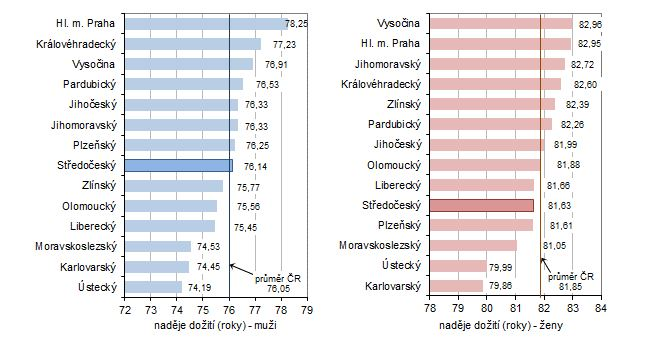 Hl. m. Praha 78,25
Královéhradecký 77,23
Vysočina 76,91
Pardubický 76,53
Jihočeský 76,33
Jihomoravský 76,33
Plzeňský 76,25
Středočeský 76,14
Zlínský 75,77
Olomoucký 75,56
Liberecký 75,45
Moravskoslezský 74,53
Karlovarský 74,45
průměr ČR
Ústecký 74,19 76,05
72 73 74 75 76 77 78 79
naděje dožití (roky) - muži
Vysočina 82,96
Hl. m. Praha 82,95
Jihomoravský 82,72
Královéhradecký 82,60
Zlínský 82,39
Pardubický 82,26
Jihočeský 81,99
Olomoucký 81,88
Liberecký 81,66
Středočeský 81,63
Plzeňský 81,61
Moravskoslezský 81,05
Ústecký 79,99
průměr ČR
Karlovarský 79,86 81,85
78 79 80 81 82 83 84
naděje dožití (roky) - ženy